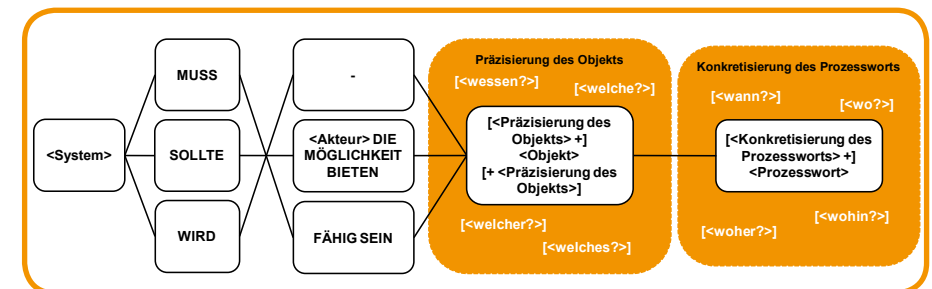 <System>
MUSS
SOLLTE
WIRD
-
<Akteur> DIE
MÖGLICHKEIT
BIETEN
FÄHIG SEIN
Präzisierung des Objekts
[<wessen?>]
[<welche?>]
[<Präzisierung des
Objekts> +]
<Objekt>
[+ <Präzisierung des
Objekts>]
[<welcher?>]
[<welches?>]
Konkretisierung des Prozessworts
[<wann?>]
[<wo?>]
[<Konkretisierung des
Prozessworts> +]
<Prozesswort>
[<wohin?>]
[<woher?>]